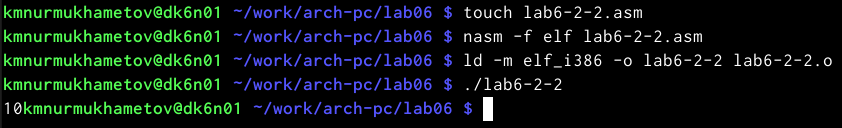 kmnurmukhametov@dk6n01 ~/work/arch-pc/lab06 $ touch lab6-2-2.asm
kmnurmukhametov@dk6n01 ~/work/arch-pc/lab06 $ nasm -f elf lab6-2-2.asm
kmnurmukhametov@dk6n01 ~/work/arch-pc/lab06 $ ld -m elf_i386 -o lab6-2-2 lab6-2-2.o
kmnurmukhametov@dk6n01 ~/work/arch-pc/lab06 $ ./lab6-2-2
10kmnurmukhametov@dk6n01 ~/work/arch-pc/lab06 $